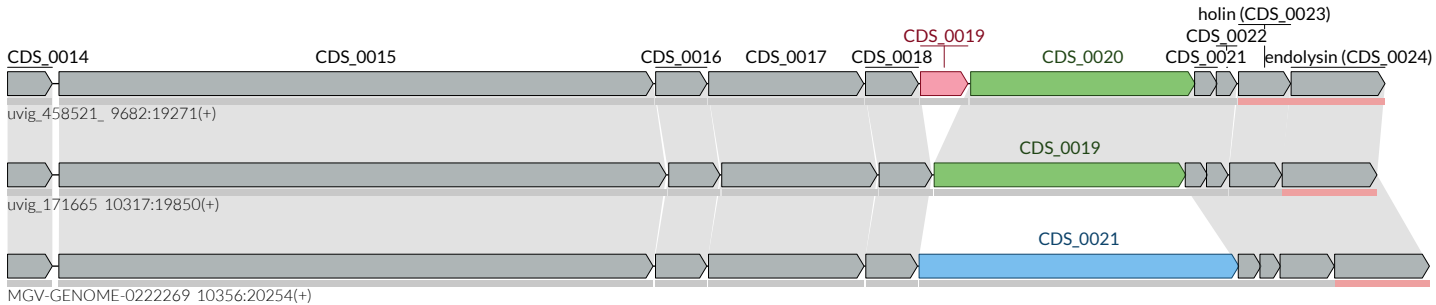 holin (CDS_0023)
CDS_0019 CDS_0022
CDS_0014 CDS_0015 CDS_0016 CDS_0017 CDS_0018 CDS_0020 CDS_0021 endolysin (CDS_0024)
uvig_458521_ 9682:19271(+)
CDS_0019
uvig_171665 10317:19850(+)
CDS_0021
MGV-GENOME-0222269 10356:20254(+)